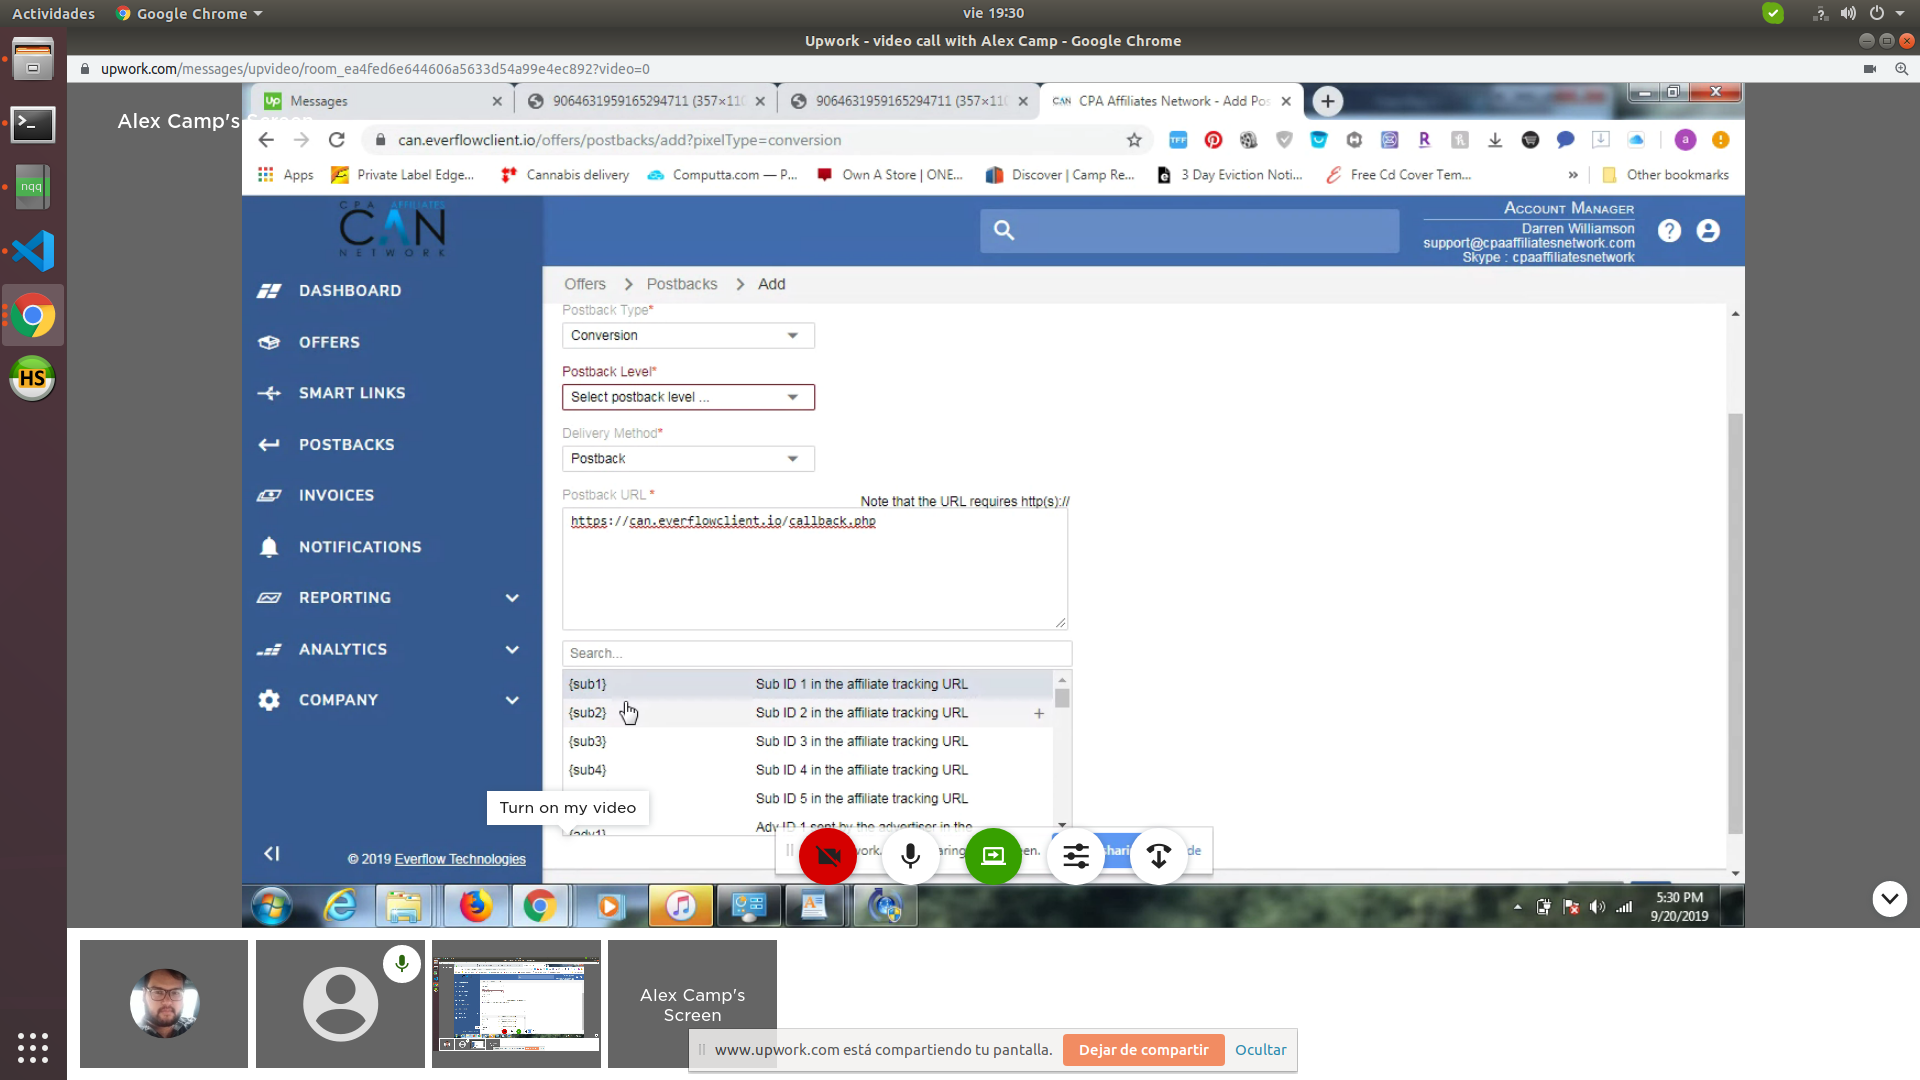 Actividades
Google Chrome
vie 19:30
Upwork - video call with Alex Camp - Google Chrome
upwork.com/messages/upvideo/room_ea4fed6e644606a5633d54a99e4ec892?video=0
Alex Camp's Screen
Messages
9064631959165294711 (357×110
9064631959165294711 (357×110
CPA Affiliates Network - Add Pos
can.everflowclient.io/offers/postbacks/add?pixelType=conversion
Apps
Private Label Edge...
Cannabis delivery
Computta.com — P...
Own A Store | ONE...
Discover | Camp Re...
3 Day Eviction Noti...
Free Cd Cover Tem...
»
Other bookmarks
CPA AFFILIATES
CAN
NETWORK
ACCOUNT MANAGER
Darren Williamson
support@cpaaffiliatesnetwork.com
Skype : cpaaffiliatesnetwork
DASHBOARD
OFFERS
SMART LINKS
POSTBACKS
INVOICES
NOTIFICATIONS
REPORTING
ANALYTICS
COMPANY
© 2019 Everflow Technologies
Offers > Postbacks > Add
Postback Type*
Conversion
Postback Level*
Select postback level ...
Delivery Method*
Postback
Postback URL *
Note that the URL requires http(s)://
https://can.everflowclient.io/callback.php
Search...
{sub1} Sub ID 1 in the affiliate tracking URL
{sub2} Sub ID 2 in the affiliate tracking URL +
{sub3} Sub ID 3 in the affiliate tracking URL
{sub4} Sub ID 4 in the affiliate tracking URL
Sub ID 5 in the affiliate tracking URL
{adv1} Adv ID 1 sent by the advertiser in the
Turn on my video
5:30 PM
9/20/2019
nqq
HS
Alex Camp's
Screen
www.upwork.com está compartiendo tu pantalla.
Dejar de compartir
Ocultar